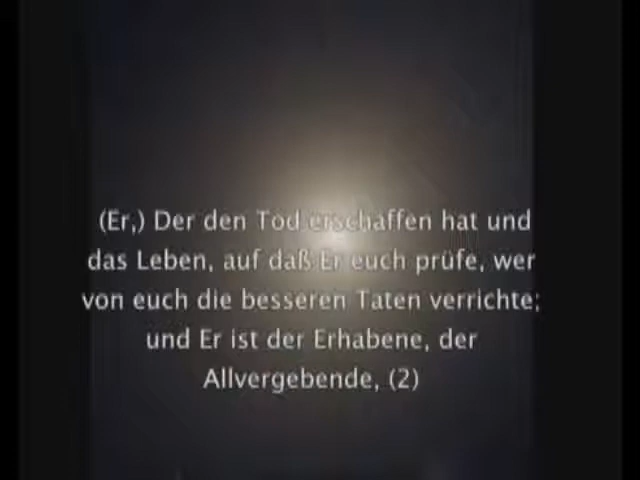 (Er,) Der den Tod erschaffen hat und
das Leben, auf daß Er euch prüfe, wer
von euch die besseren Taten verrichte;
und Er ist der Erhabene, der
Allvergebende, (2)